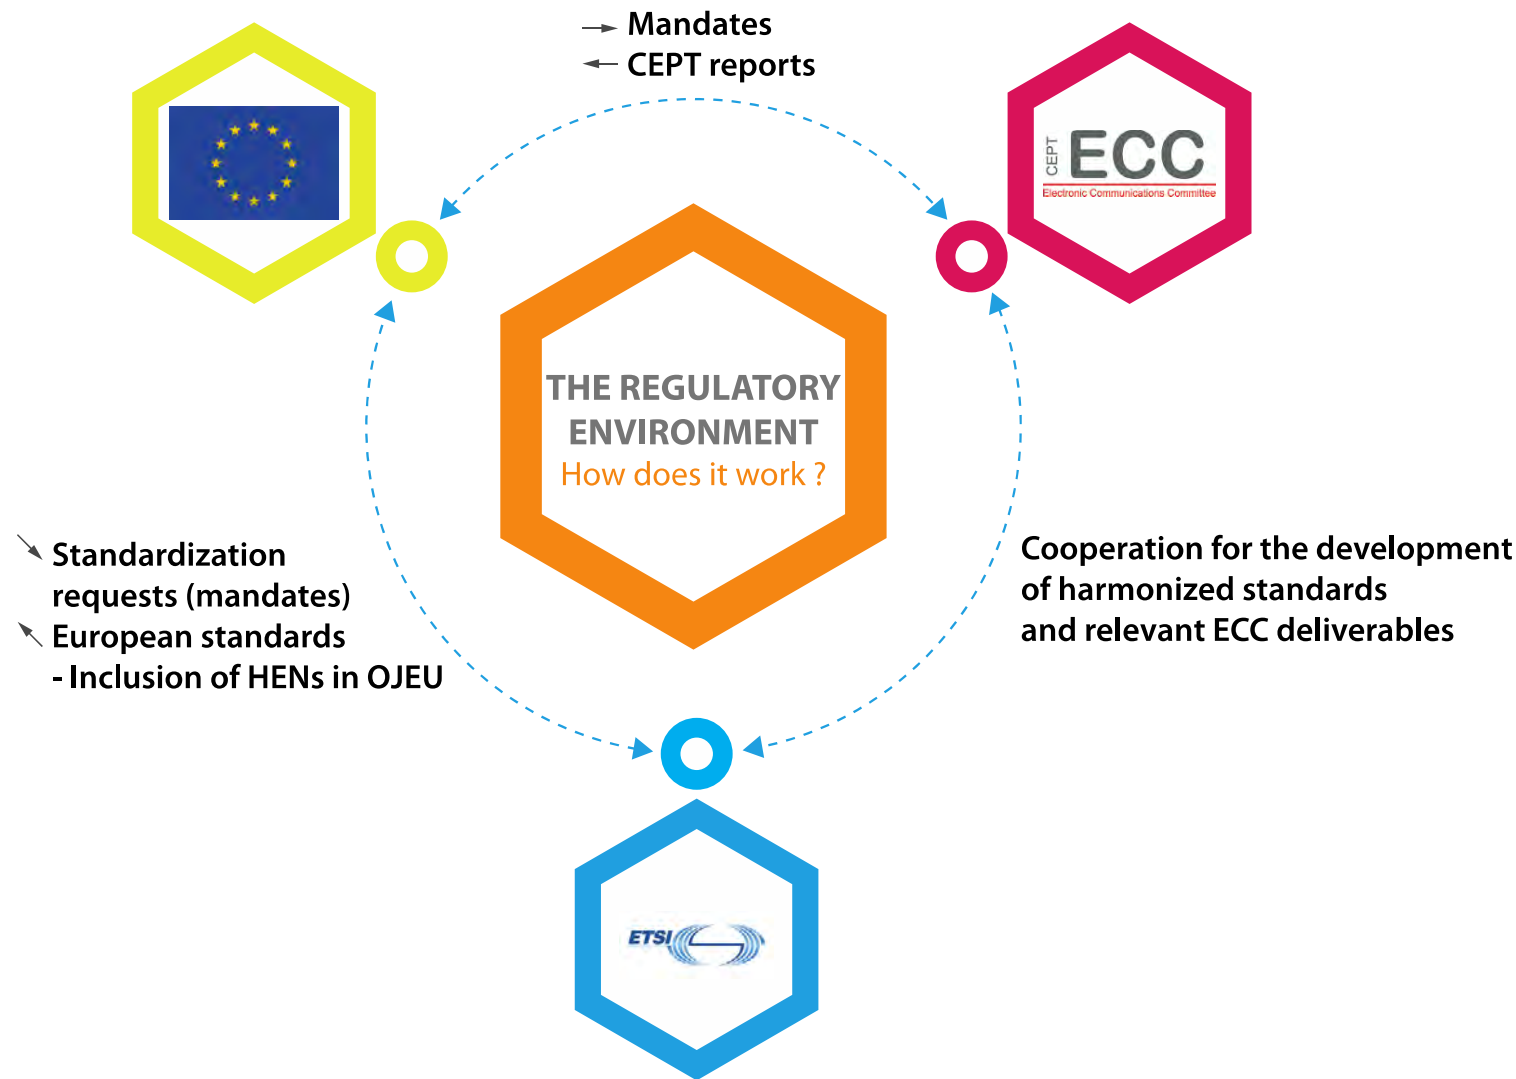 Mandates
CEPT reports
CEPT
ECC
Electronic Communications Committee
THE REGULATORY
ENVIRONMENT
How does it work ?
Standardization
requests (mandates)
European standards
- Inclusion of HENs in OJEU
Cooperation for the development
of harmonized standards
and relevant ECC deliverables
ETSI